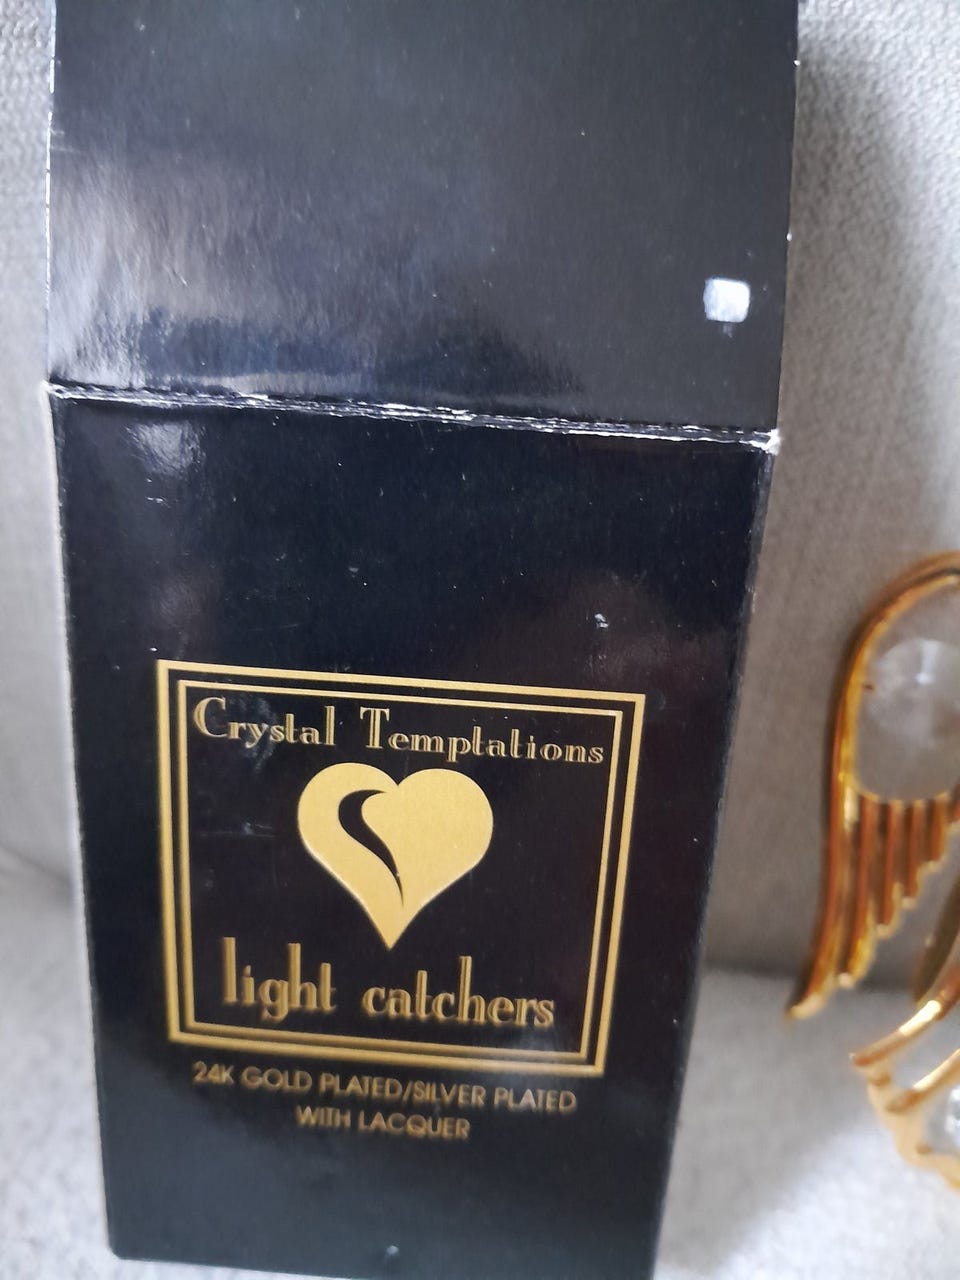 Crystal Temptations
light catchers
24K GOLD PLATED/SILVER PLATED
WITH LACQUER